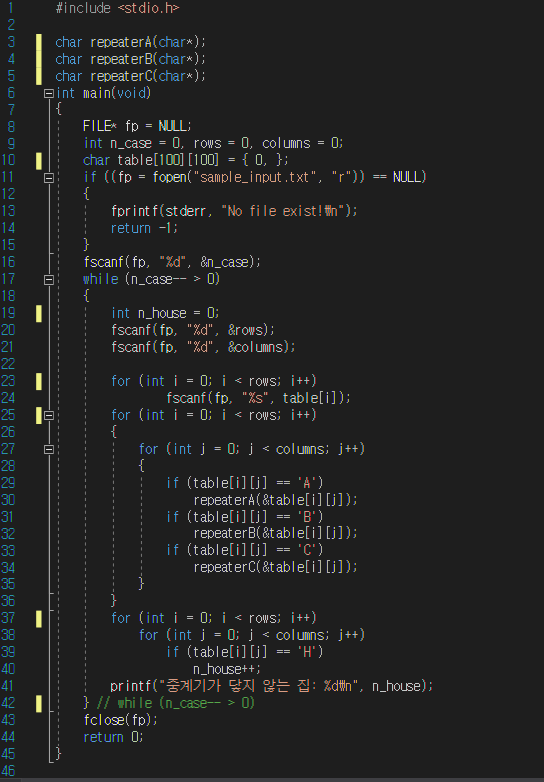 1 #include <stdio.h>
2
3 char repeaterA(char*);
4 char repeaterB(char*);
5 char repeaterC(char*);
6 int main(void)
7 {
8 FILE* fp = NULL;
9 int n_case = 0, rows = 0, columns = 0;
10 char table[100][100] = { 0, };
11 if ((fp = fopen("sample_input.txt", "r")) == NULL)
12 {
13 fprintf(stderr, "No file exist!₩n");
14 return -1;
15 }
16 fscanf(fp, "%d", &n_case);
17 while (n_case-- > 0)
18 {
19 int n_house = 0;
20 fscanf(fp, "%d", &rows);
21 fscanf(fp, "%d", &columns);
22
23 for (int i = 0; i < rows; i++)
24 fscanf(fp, "%s", table[i]);
25 for (int i = 0; i < rows; i++)
26 {
27 for (int j = 0; j < columns; j++)
28 {
29 if (table[i][j] == 'A')
30 repeaterA(&table[i][j]);
31 if (table[i][j] == 'B')
32 repeaterB(&table[i][j]);
33 if (table[i][j] == 'C')
34 repeaterC(&table[i][j]);
35 }
36 }
37 for (int i = 0; i < rows; i++)
38 for (int j = 0; j < columns; j++)
39 if (table[i][j] == 'H')
40 n_house++;
41 printf("중계기가 닿지 않는 집: %d₩n", n_house);
42 } // while (n_case-- > 0)
43 fclose(fp);
44 return 0;
45 }
46